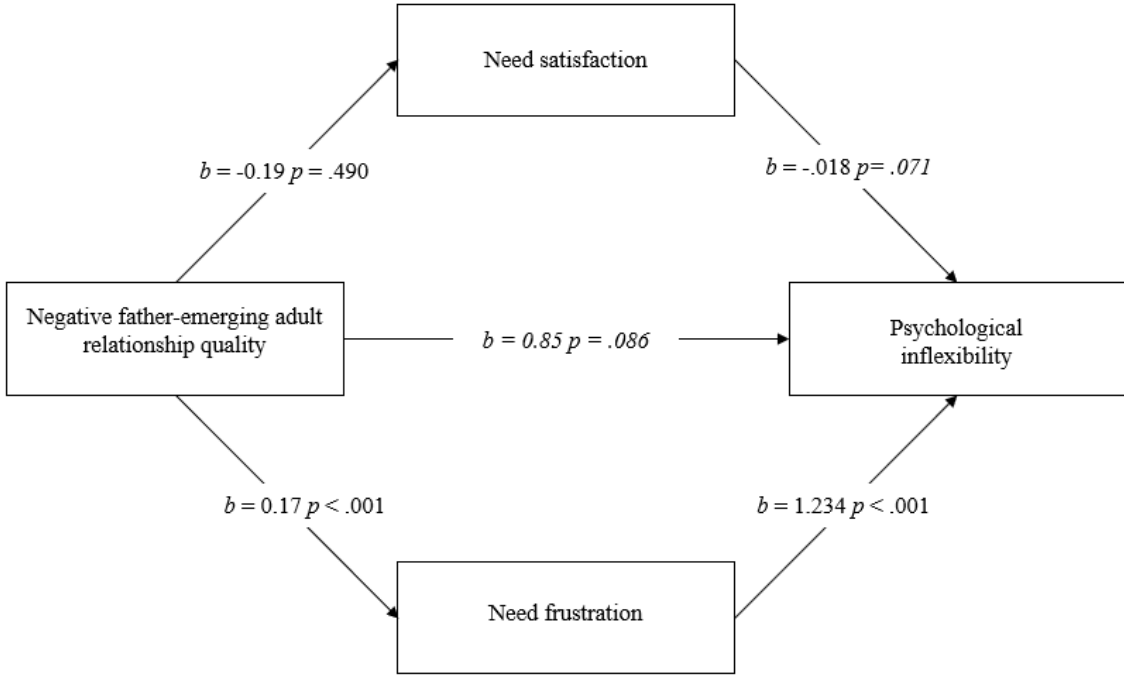 Need satisfaction
b = -0.19 p = .490
b = -.018 p= .071
Negative father-emerging adult
relationship quality
b = 0.85 p = .086
Psychological
inflexibility
b = 0.17 p < .001
b = 1.234 p < .001
Need frustration